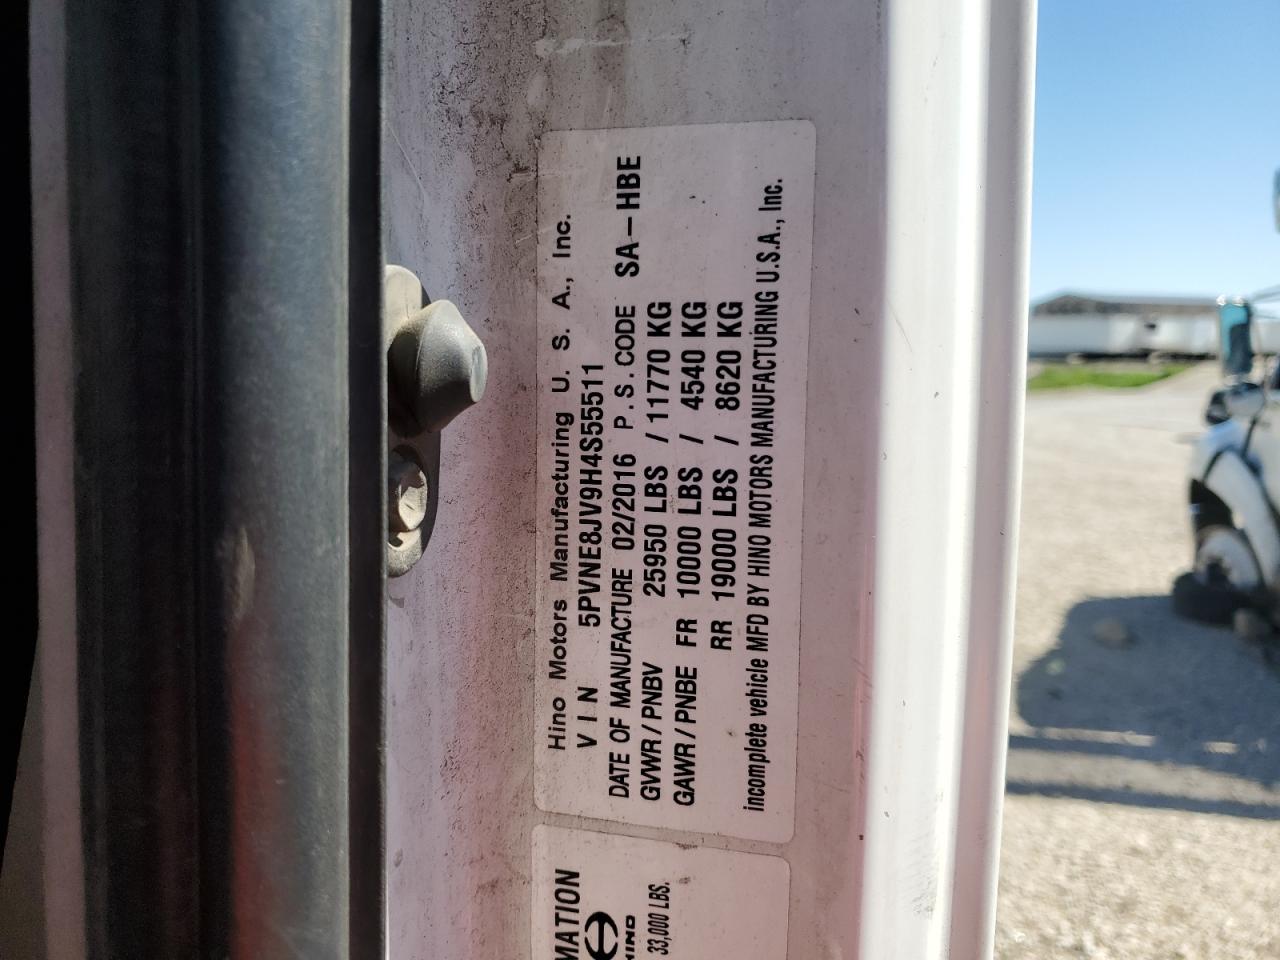 Hino Motors Manufacturing U. S. A., Inc.
VIN 5PVNE8JV9H4S55511
DATE OF MANUFACTURE 02/2016 P.S.CODE SA-HBE
GVWR/PNBV 25950 LBS / 11770 KG
GAWR/PNBE FR 10000 LBS / 4540 KG
RR 19000 LBS / 8620 KG
incomplete vehicle MFD BY HINO MOTORS MANUFACTURING U.S.A., Inc.
MATION
HINO
33,000 LBS.